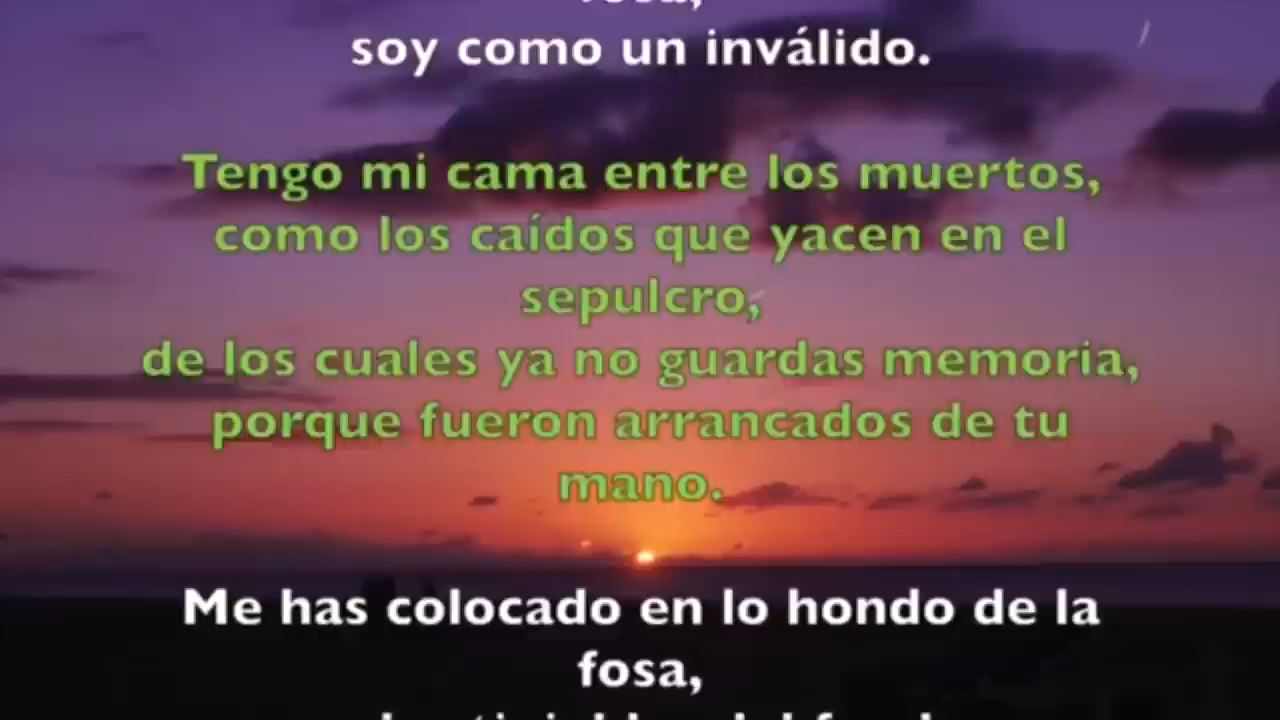 fosa,
soy como un inválido.
Tengo mi cama entre los muertos,
como los caídos que yacen en el
sepulcro,
de los cuales ya no guardas memoria,
porque fueron arrancados de tu
mano.
Me has colocado en lo hondo de la
fosa,